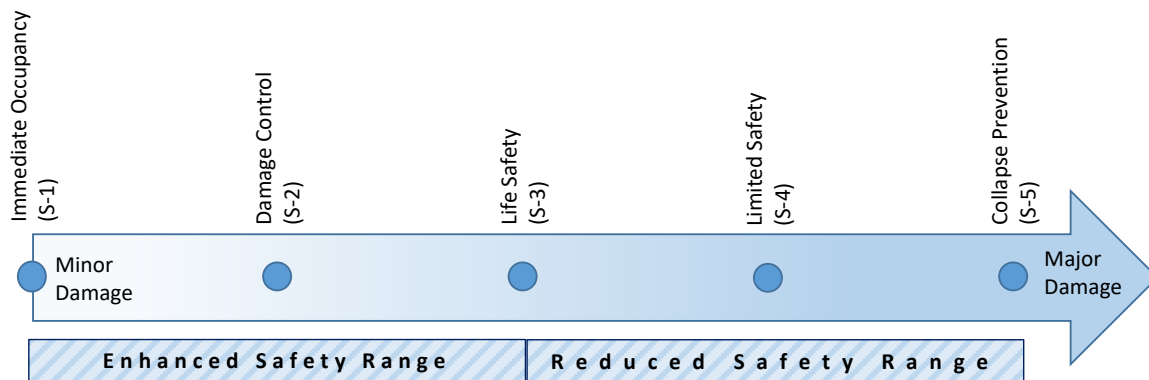 Immediate Occupancy
(S-1)
Damage Control
(S-2)
Life Safety
(S-3)
Limited Safety
(S-4)
Collapse Prevention
(S-5)
Minor
Damage
Major
Damage
Enhanced Safety Range
Reduced Safety Range